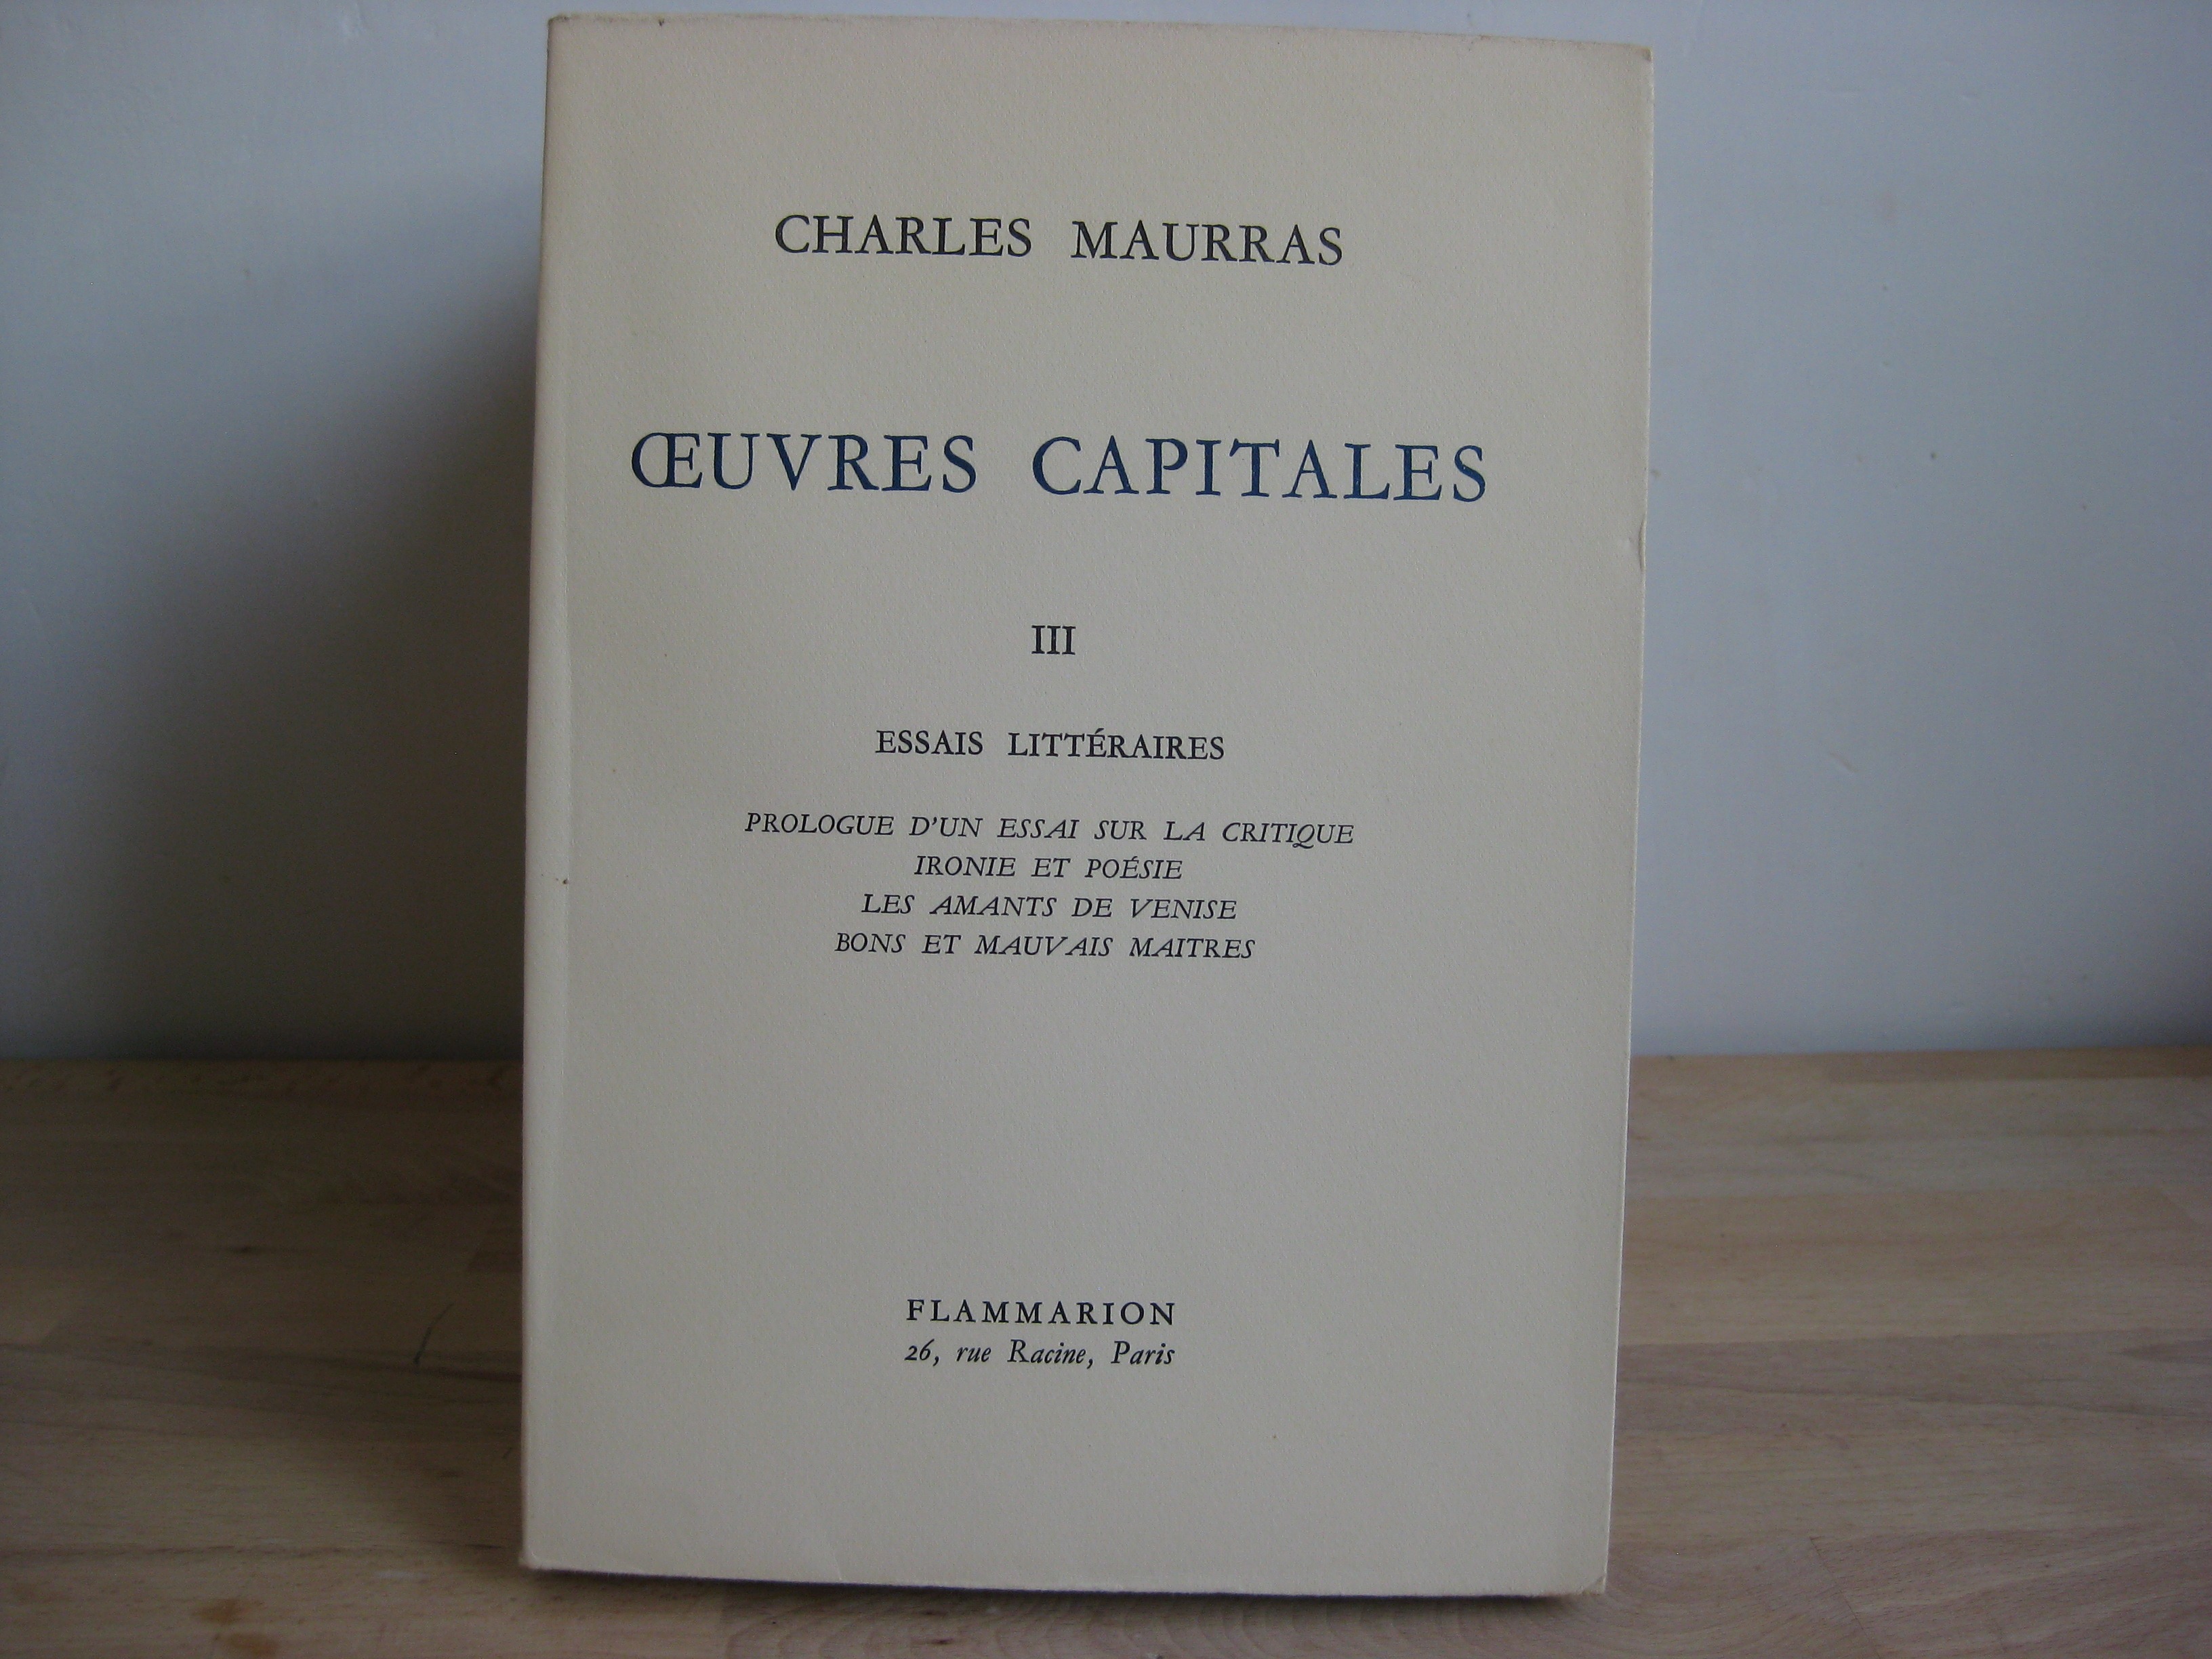 CHARLES MAURRAS
ŒUVRES CAPITALES
III
ESSAIS LITTÉRAIRES
PROLOGUE D'UN ESSAI SUR LA CRITIQUE
IRONIE ET POÉSIE
LES AMANTS DE VENISE
BONS ET MAUVAIS MAITRES
FLAMMARION
26, rue Racine, Paris